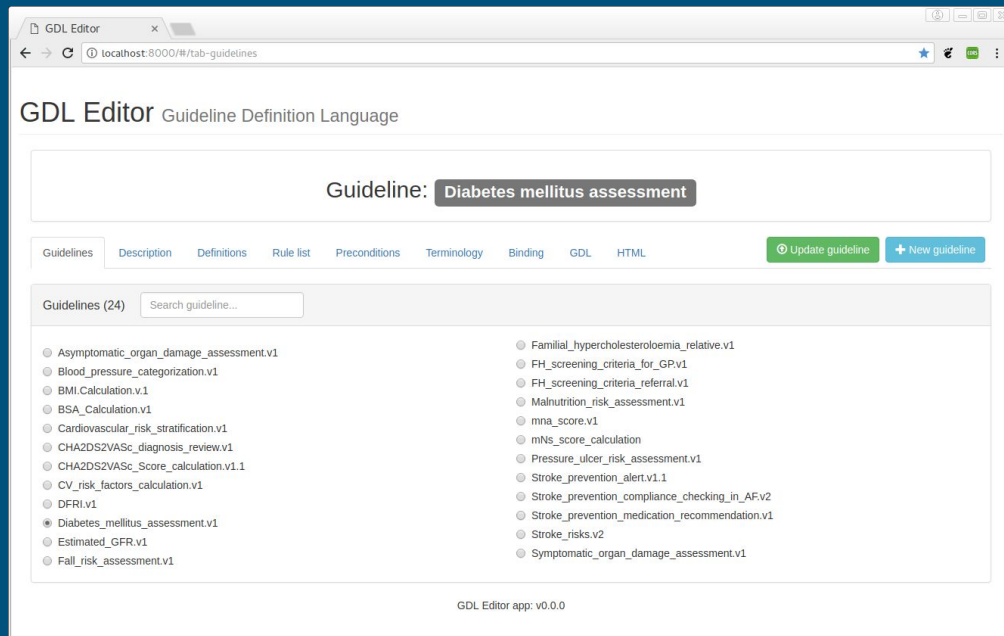 GDL Editor
localhost:8000/#/tab-guidelines
GDL Editor Guideline Definition Language
Guideline: Diabetes mellitus assessment
Guidelines Description Definitions Rule list Preconditions Terminology Binding GDL HTML Update guideline New guideline
Guidelines (24) Search guideline...
Asymptomatic_organ_damage_assessment.v1
Blood_pressure_categorization.v1
BMI.Calculation.v.1
BSA_Calculation.v1
Cardiovascular_risk_stratification.v1
CHA2DS2VASc_diagnosis_review.v1
CHA2DS2VASc_Score_calculation.v1.1
CV_risk_factors_calculation.v1
DFRI.v1
Diabetes_mellitus_assessment.v1
Estimated_GFR.v1
Fall_risk_assessment.v1
Familial_hypercholesteroloemia_relative.v1
FH_screening_criteria_for_GP.v1
FH_screening_criteria_referral.v1
Malnutrition_risk_assessment.v1
mna_score.v1
mNs_score_calculation
Pressure_ulcer_risk_assessment.v1
Stroke_prevention_alert.v1.1
Stroke_prevention_compliance_checking_in_AF.v2
Stroke_prevention_medication_recommendation.v1
Stroke_risks.v2
Symptomatic_organ_damage_assessment.v1
GDL Editor app: v0.0.0